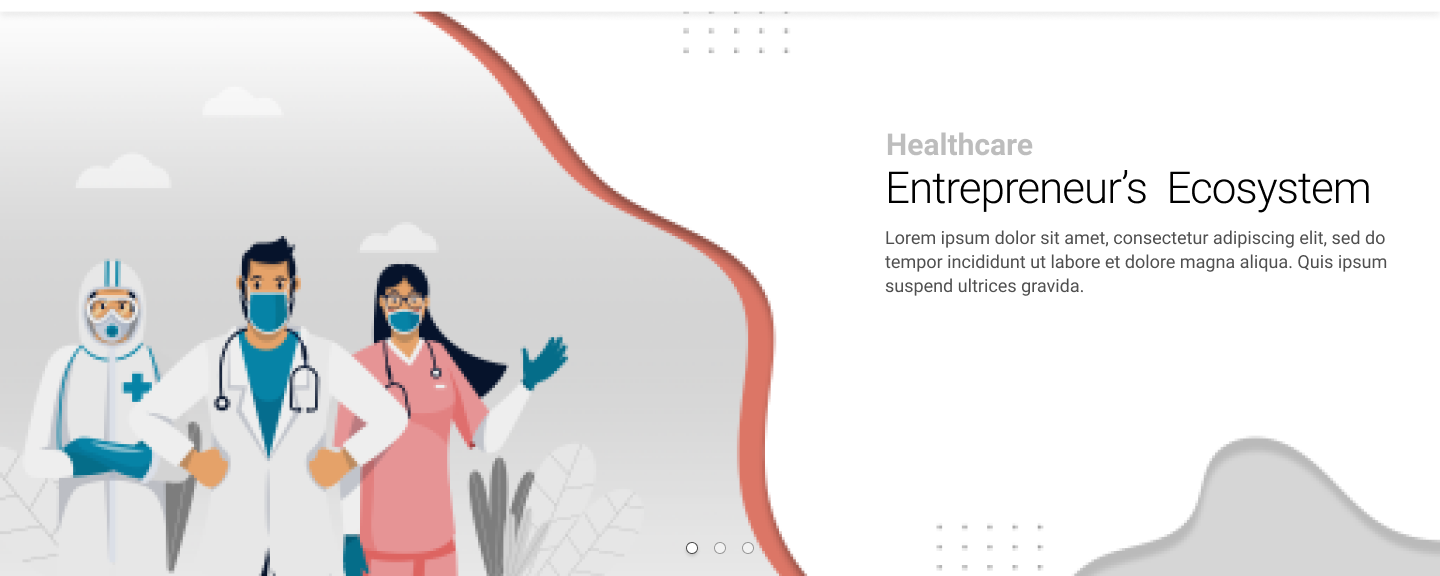 Healthcare
Entrepreneur’s Ecosystem
Lorem ipsum dolor sit amet, consectetur adipiscing elit, sed do
tempor incididunt ut labore et dolore magna aliqua. Quis ipsum
suspend ultrices gravida.